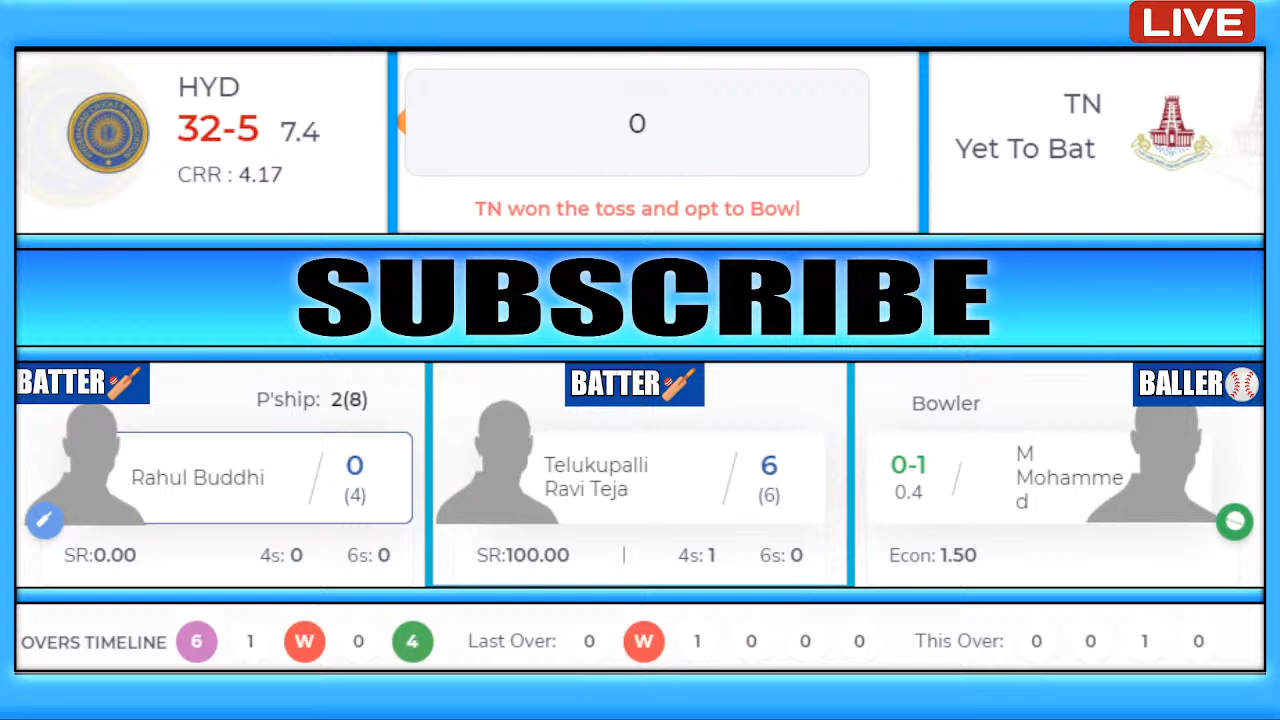 LIVE
HYD
32-5 7.4
CRR : 4.17
0
TN won the toss and opt to Bowl
TN
Yet To Bat
SUBSCRIBE
BATTER
P'ship: 2(8)
Rahul Buddhi
0
(4)
SR:0.00 4s: 0 6s: 0
BATTER
Telukupalli
Ravi Teja
6
(6)
SR:100.00 | 4s: 1 6s: 0
BALLER
Bowler
0-1
0.4
M
Mohamme
d
Econ: 1.50
OVERS TIMELINE 6 1 W 0 4 Last Over: 0 W 1 0 0 0 This Over: 0 0 1 0